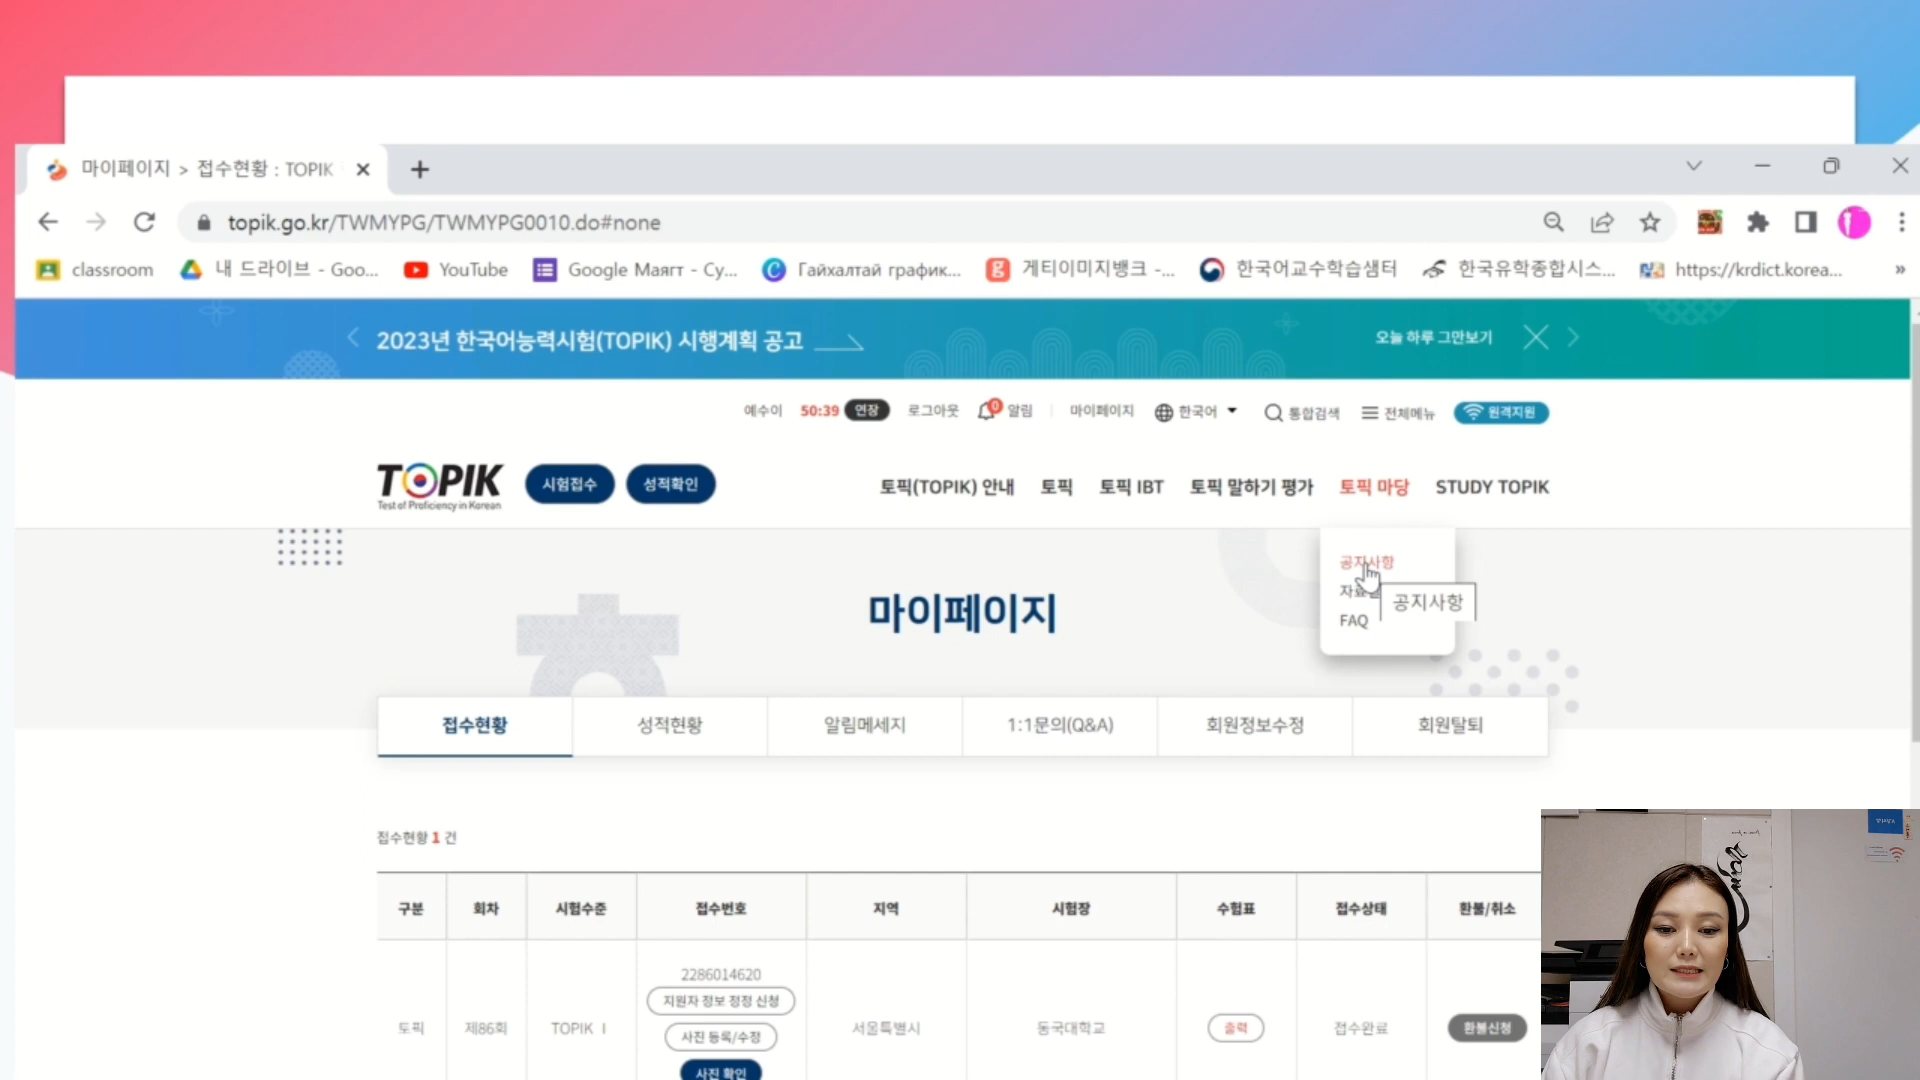 마이페이지 > 접수현황 : TOPIK
topik.go.kr/TWMYPG/TWMYPG0010.do#none
classroom 내 드라이브 - Goo... YouTube Google Маягт - Су... Гайхалтай график... 게티이미지뱅크 -... 한국어교수학습샘터 한국유학종합시스... https://krdict.korea... »
2023년 한국어능력시험(TOPIK) 시행계획 공고 오늘 하루 그만보기
예수이 50:39 연장 로그아웃 0 알림 마이페이지 한국어 통합검색 전체메뉴 원격지원
TOPIK 시험접수 성적확인 토픽(TOPIK) 안내 토픽 토픽 IBT 토픽 말하기 평가 토픽 마당 STUDY TOPIK
Test of Proficiency in Korean
공지사항
공지사항
FAQ
마이페이지
접수현황 성적현황 알림메세지 1:1문의(Q&A) 회원정보수정 회원탈퇴
접수현황 1 건
구분 회차 시험수준 접수번호 지역 시험장 수험표 접수상태 환불/취소
2286014620
지원자 정보 정정 신청
토픽 제86회 TOPIK I 서울특별시 동국대학교 출력 접수완료 환불신청
사진 등록/수정
사진 확인